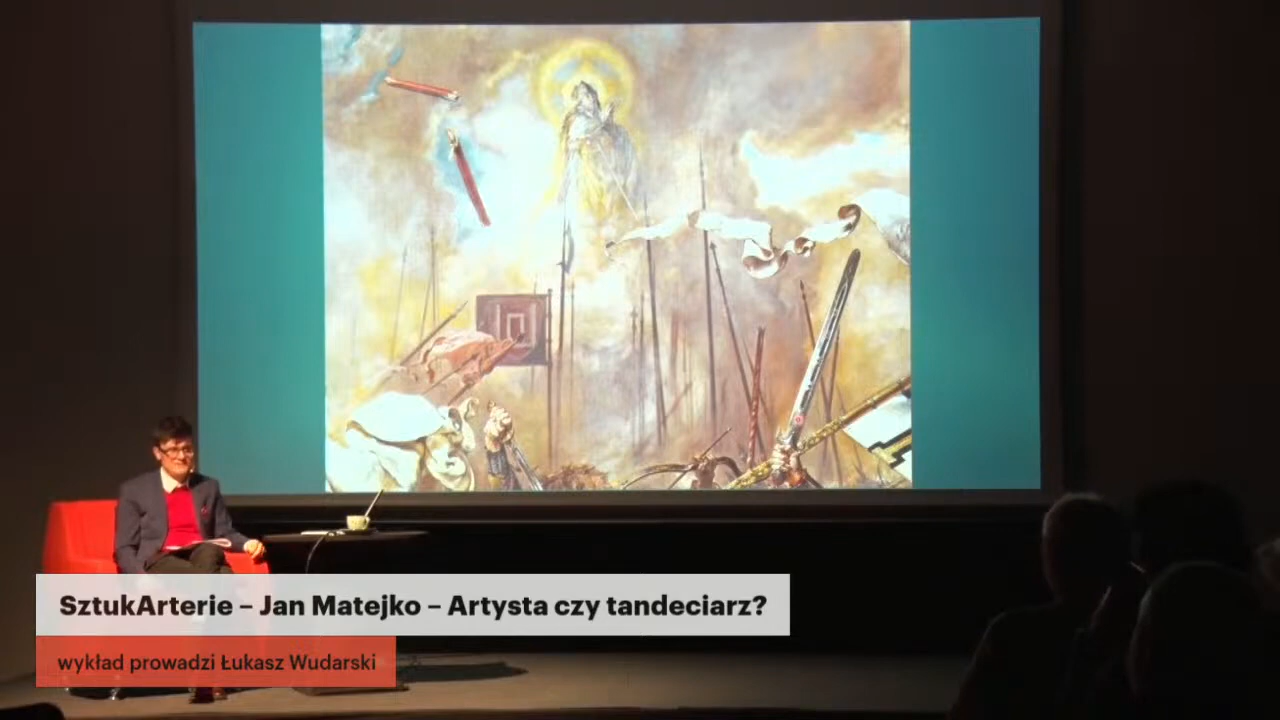 SztukArterie – Jan Matejko – Artysta czy tandeciarz?
wykład prowadzi Łukasz Wudarski